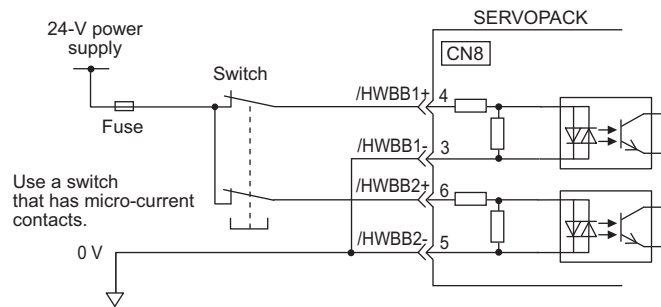 SERVOPACK
24-V power
supply
CN8
Switch
/HWBB1+ 4
Fuse
/HWBB1- 3
Use a switch
that has micro-current
contacts.
/HWBB2+ 6
0 V
/HWBB2- 5